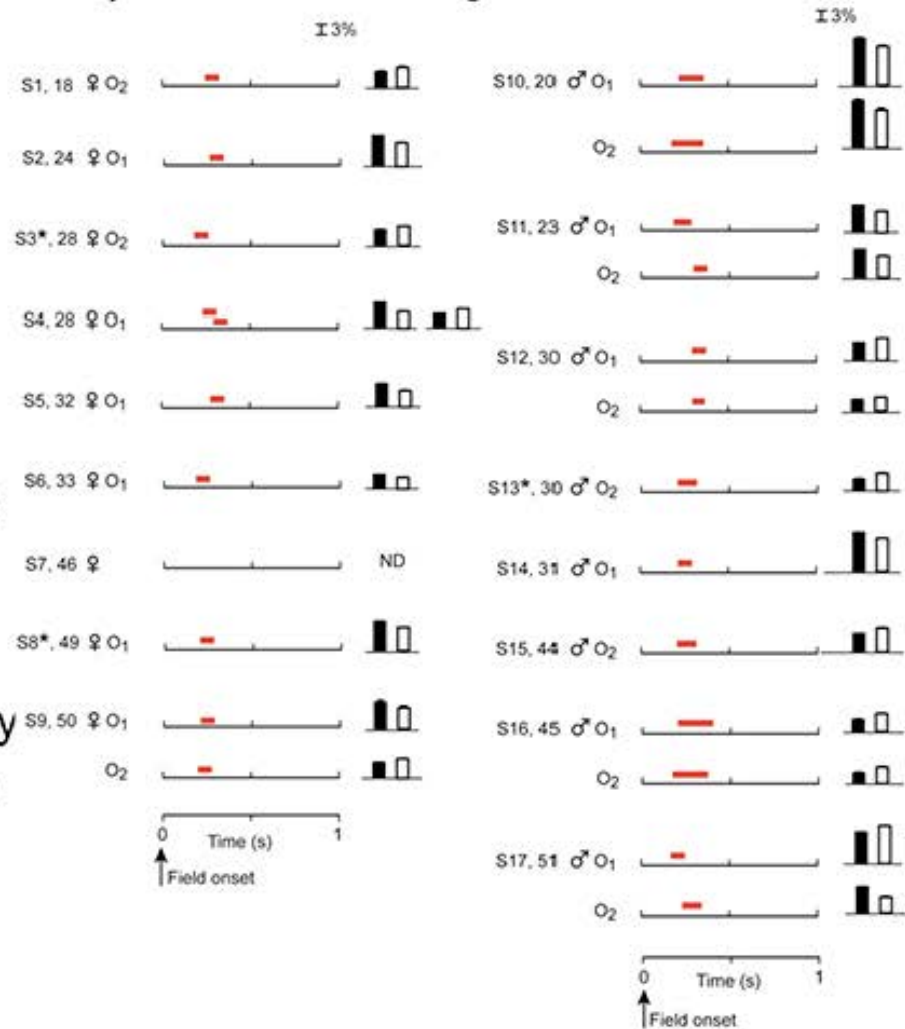 I 3%
S1, 18 ♀ O₂
S2, 24 ♀ O₁
S3*, 28 ♀ O₂
S4, 28 ♀ O₁
S5, 32 ♀ O₁
S6, 33 ♀ O₁
S7, 46 ♀
ND
S8*, 49 ♀ O₁
y
S9, 50 ♀ O₁
O₂
0
1
Time (s)
Field onset
I 3%
S10, 20 ♂ O₁
O₂
S11, 23 ♂ O₁
O₂
S12, 30 ♂ O₁
O₂
S13*, 30 ♂ O₂
S14, 31 ♂ O₁
S15, 44 ♂ O₂
S16, 45 ♂ O₁
O₂
S17, 51 ♂ O₁
O₂
0
1
Time (s)
Field onset